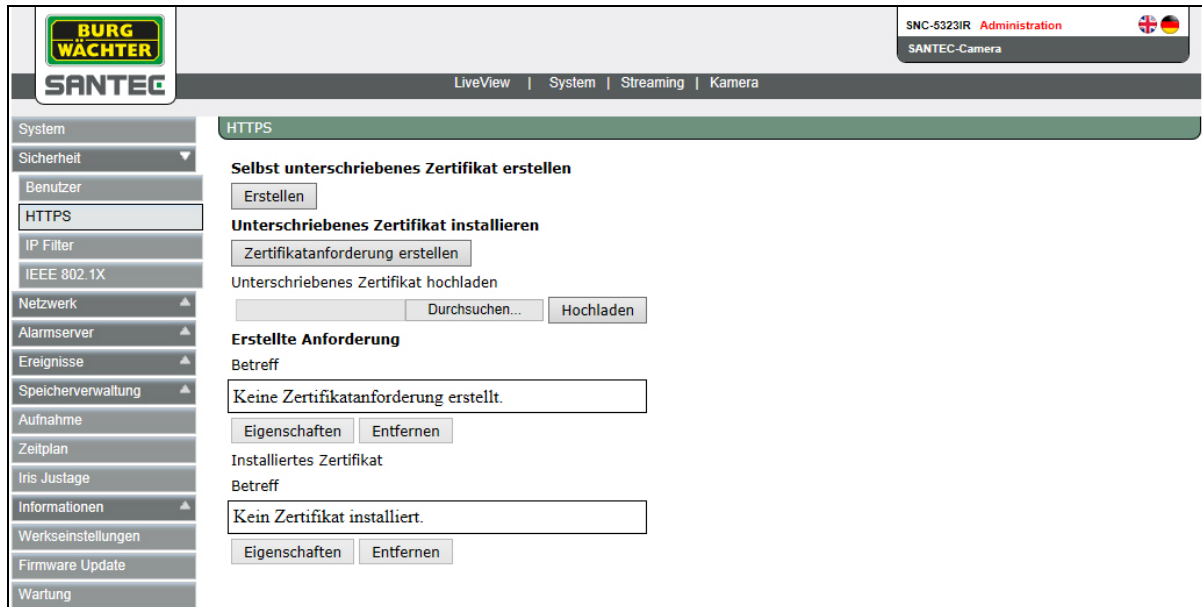 BURG
WÄCHTER
SANTEC
SNC-5323IR Administration
SANTEC-Camera
LiveView | System | Streaming | Kamera
System
Sicherheit
Benutzer
HTTPS
IP Filter
IEEE 802.1X
Netzwerk
Alarmserver
Ereignisse
Speicherverwaltung
Aufnahme
Zeitplan
Iris Justage
Informationen
Werkseinstellungen
Firmware Update
Wartung
HTTPS
Selbst unterschriebenes Zertifikat erstellen
Erstellen
Unterschriebenes Zertifikat installieren
Zertifikatanforderung erstellen
Unterschriebenes Zertifikat hochladen
Durchsuchen... Hochladen
Erstellte Anforderung
Betreff
Keine Zertifikatanforderung erstellt.
Eigenschaften Entfernen
Installiertes Zertifikat
Betreff
Kein Zertifikat installiert.
Eigenschaften Entfernen